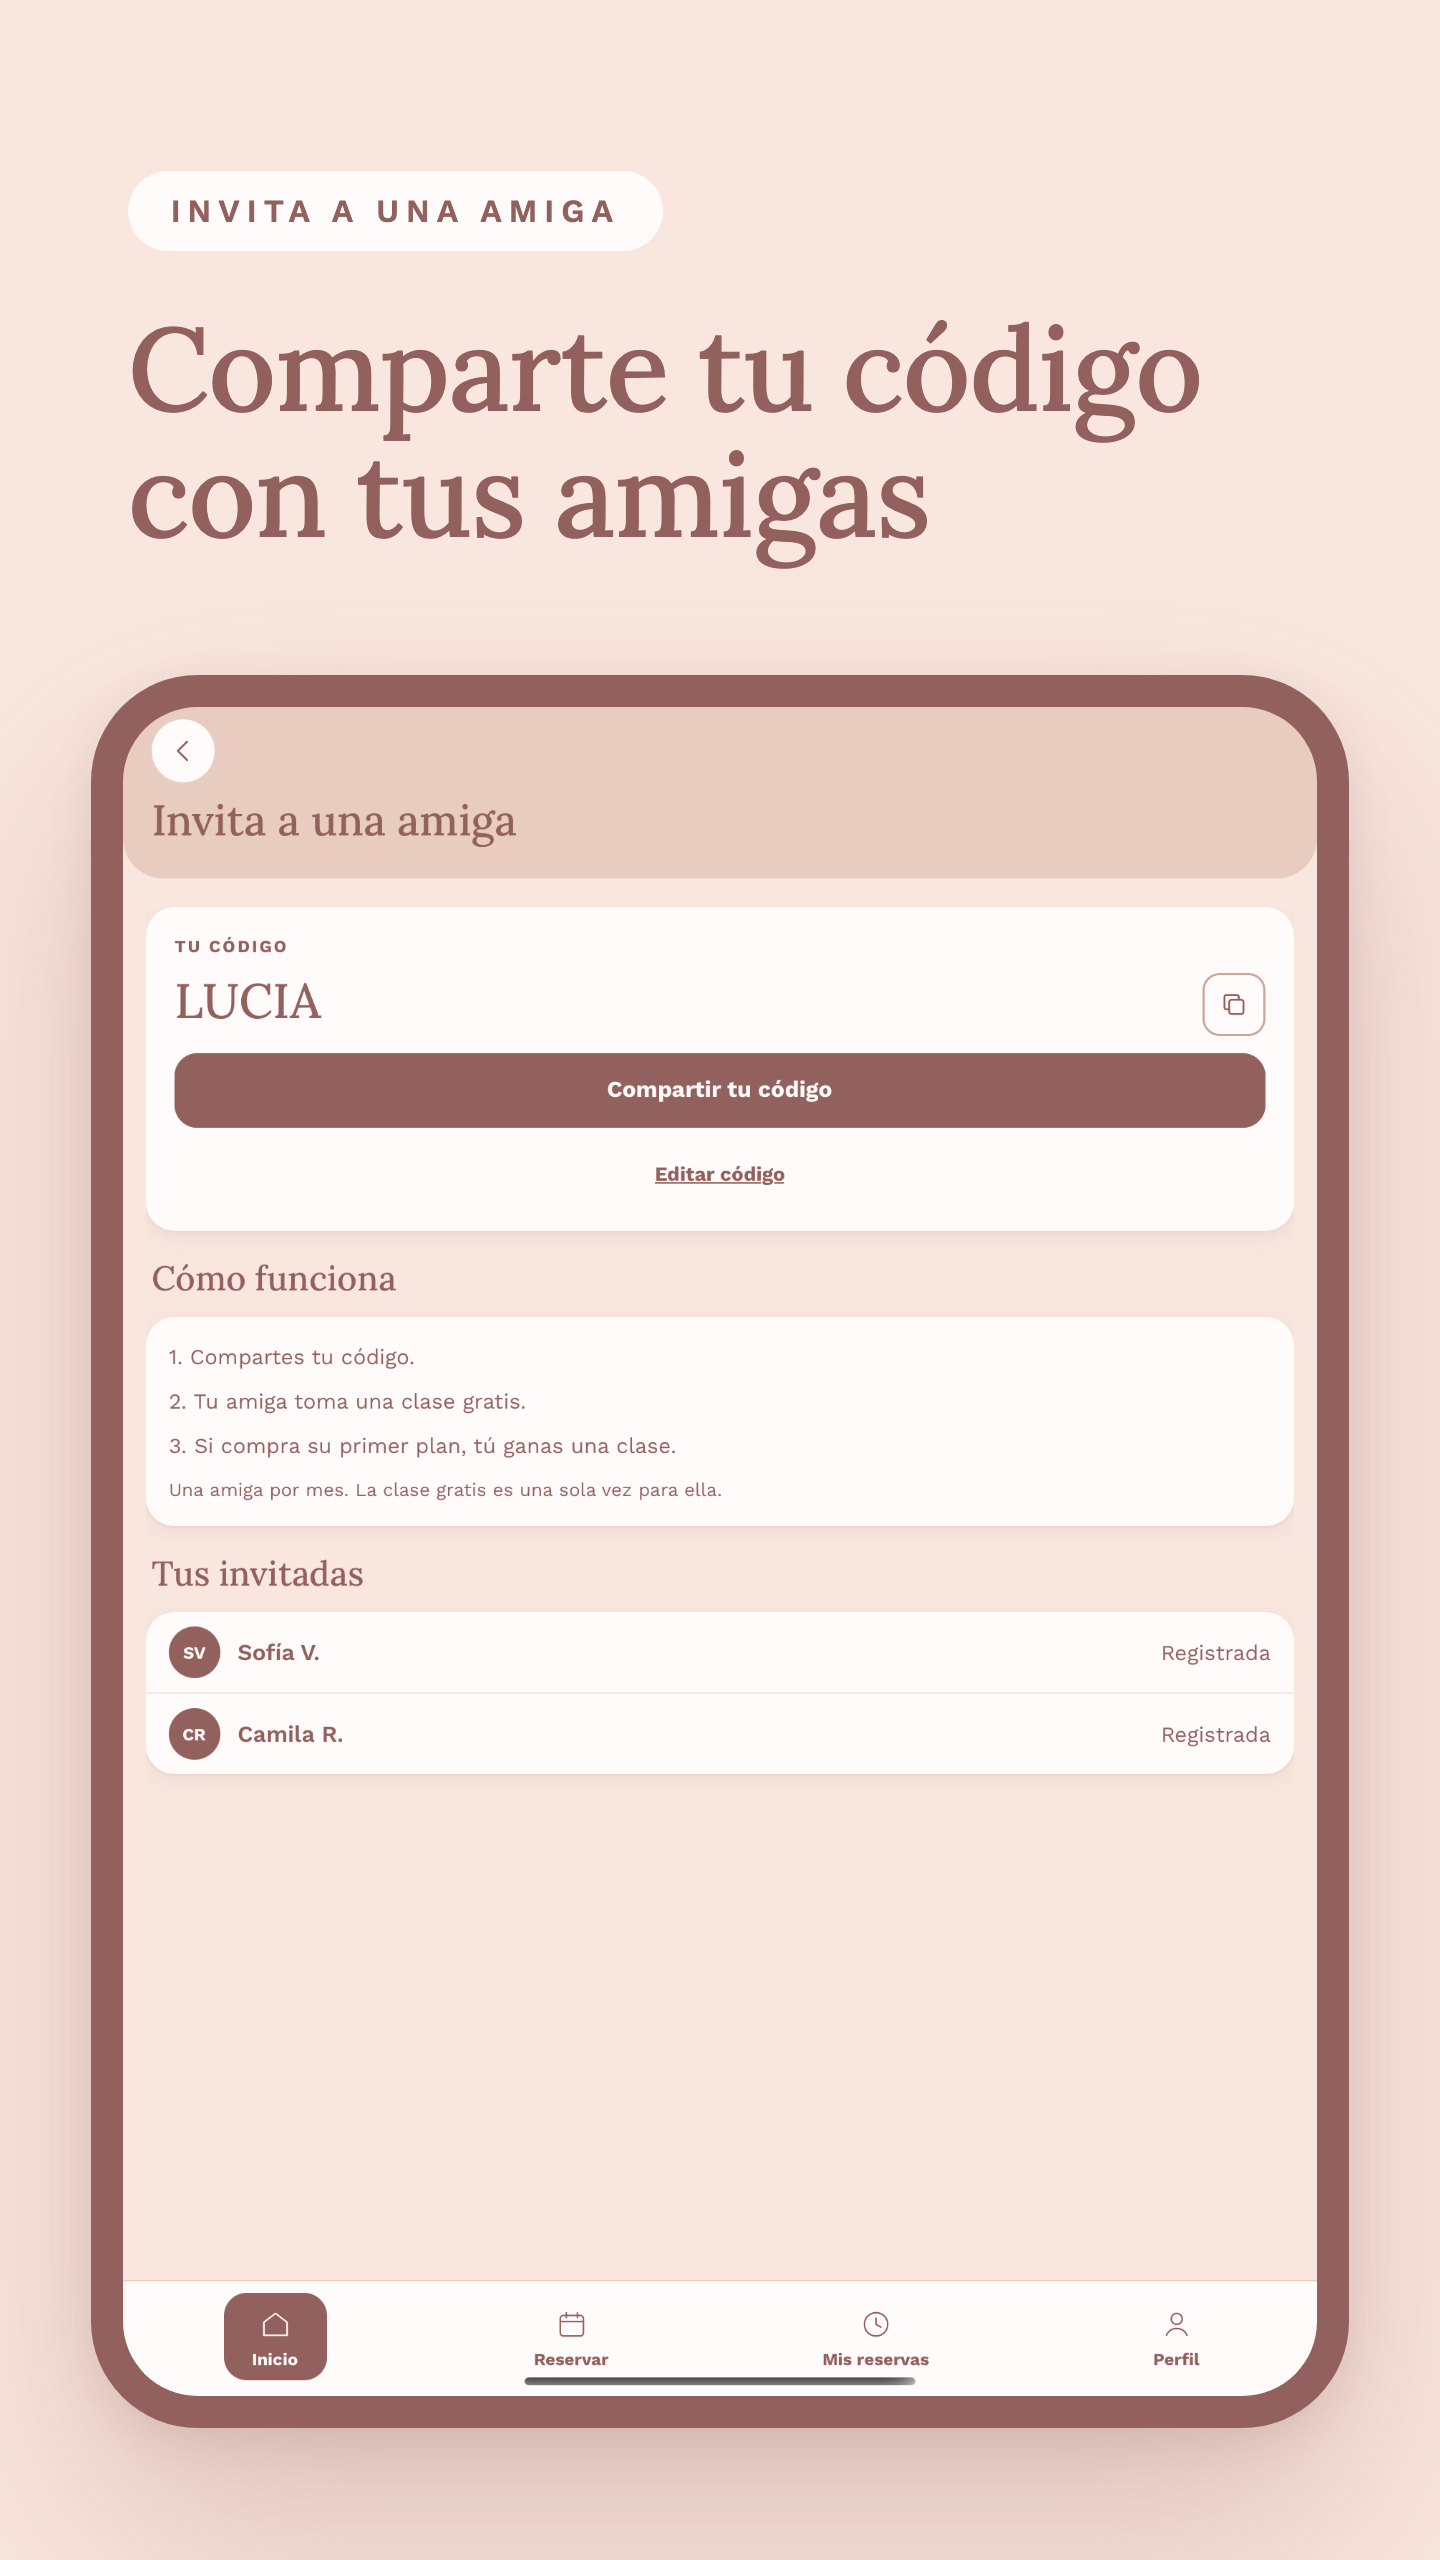 INVITA A UNA AMIGA
Comparte tu código
con tus amigas
Invita a una amiga
TU CÓDIGO
LUCIA
Compartir tu código
Editar código
Cómo funciona
1. Compartes tu código.
2. Tu amiga toma una clase gratis.
3. Si compra su primer plan, tú ganas una clase.
Una amiga por mes. La clase gratis es una sola vez para ella.
Tus invitadas
SV Sofía V. Registrada
CR Camila R. Registrada
Inicio Reservar Mis reservas Perfil